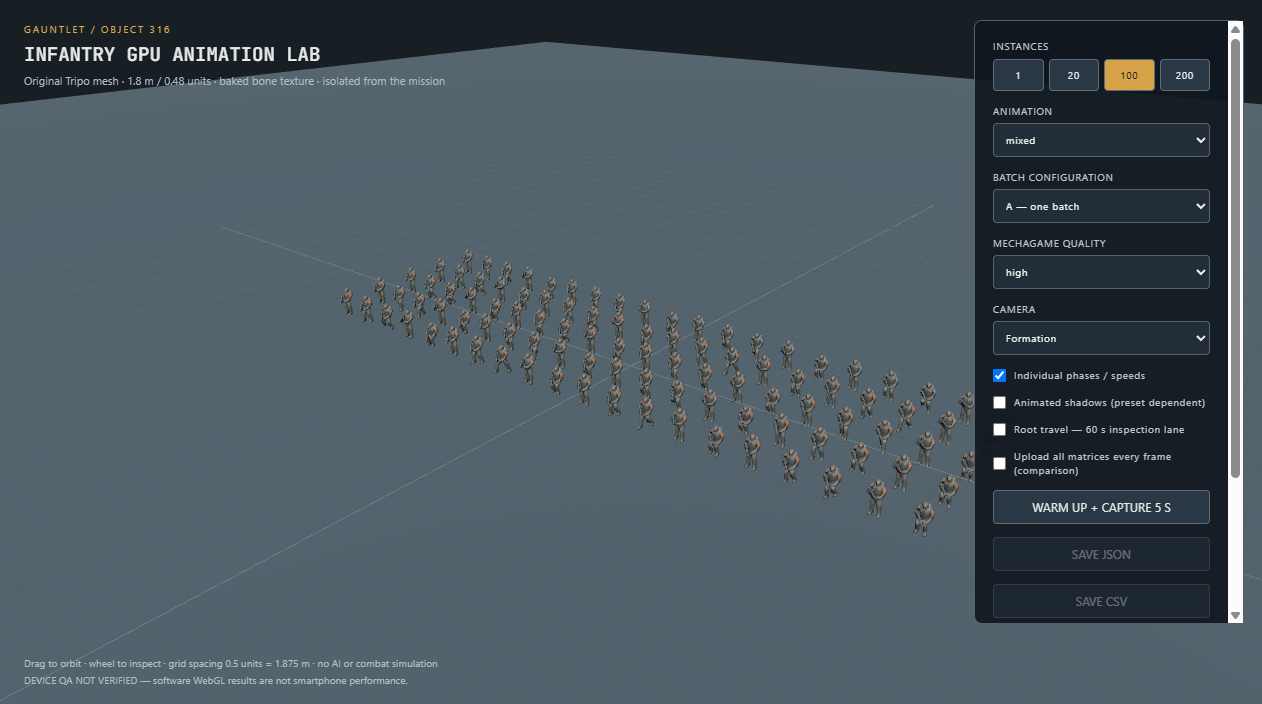 GAUNTLET / OBJECT 316
INFANTRY GPU ANIMATION LAB
Original Tripo mesh · 1.8 m / 0.48 units · baked bone texture · isolated from the mission
INSTANCES
1 20 100 200
ANIMATION
mixed
BATCH CONFIGURATION
A — one batch
MECHAGAME QUALITY
high
CAMERA
Formation
Individual phases / speeds
Animated shadows (preset dependent)
Root travel — 60 s inspection lane
Upload all matrices every frame
(comparison)
WARM UP + CAPTURE 5 S
SAVE JSON
SAVE CSV
Drag to orbit · wheel to inspect · grid spacing 0.5 units = 1.875 m · no AI or combat simulation
DEVICE QA NOT VERIFIED — software WebGL results are not smartphone performance.